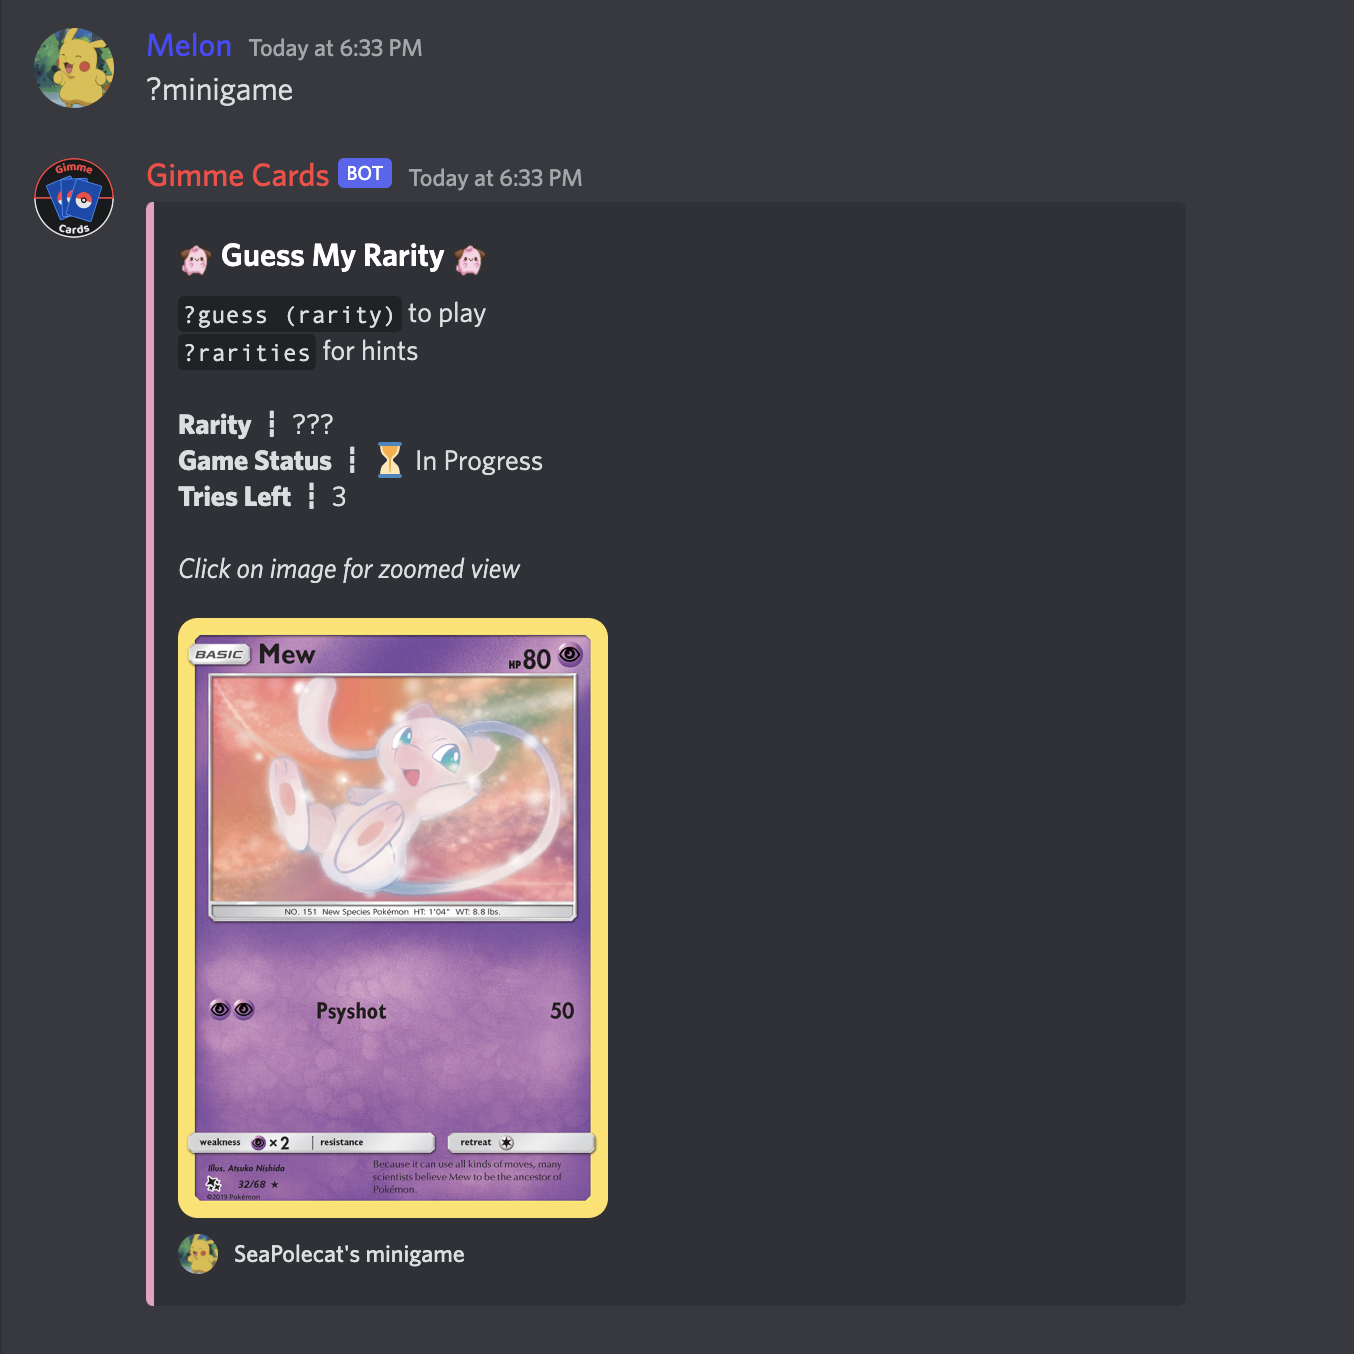 Melon Today at 6:33 PM
?minigame
Gimme
Cards
Gimme Cards BOT Today at 6:33 PM
Guess My Rarity
?guess (rarity) to play
?rarities for hints
Rarity ┇ ???
Game Status ┇ ⏳ In Progress
Tries Left ┇ 3
Click on image for zoomed view
BASIC Mew HP 80
NO. 151 New Species Pokémon HT: 1'04" WT: 8.8 lbs.
Psyshot 50
weakness ×2 resistance retreat
Illus. Atsuko Nishida
32/68 ★
©2019 Pokémon
Because it can use all kinds of moves, many
scientists believe Mew to be the ancestor of
Pokémon.
SeaPolecat's minigame